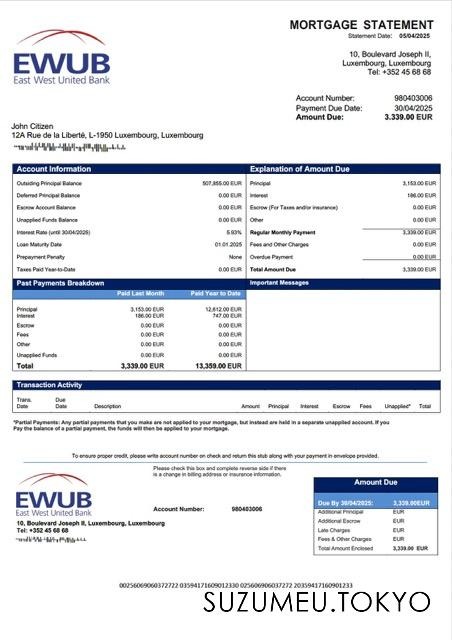 MORTGAGE STATEMENT
Statement Date: 05/04/2025
EWUB
East West United Bank
10, Boulevard Joseph II,
Luxembourg, Luxembourg
Tel: +352 45 68 68
Account Number: 980403006
Payment Due Date: 30/04/2025
Amount Due: 3.339.00 EUR
John Citizen
12A Rue de la Liberté, L-1950 Luxembourg, Luxembourg
Account Information
Outsiding Principal Balance 507,855.00 EUR
Deferred Principal Balance 0.00 EUR
Escrow Account Balance 0.00 EUR
Unapplied Funds Balance 0.00 EUR
Interest Rate (until 30/04/2025) 5.93%
Loan Maturity Date 01.01.2025
Prepayment Penalty None
Taxes Paid Year-to-Date 0.00 EUR
Explanation of Amount Due
Principal 3,153.00 EUR
Interest 186.00 EUR
Escrow (For Taxes and/or insurance) 0.00 EUR
Other 0.00 EUR
Regular Monthly Payment 3,339.00 EUR
Fees and Other Charges 0.00 EUR
Overdue Payment 0.00 EUR
Total Amount Due 3,339.00 EUR
Past Payments Breakdown
Paid Last Month Paid Year to Date
Principal 3,153.00 EUR 12,612.00 EUR
Interest 186.00 EUR 747.00 EUR
Escrow 0.00 EUR 0.00 EUR
Fees 0.00 EUR 0.00 EUR
Other 0.00 EUR 0.00 EUR
Unapplied Funds 0.00 EUR 0.00 EUR
Total 3,339.00 EUR 13,359.00 EUR
Important Messages
Transaction Activity
Trans. Date Due Date Description Amount Principal Interest Escrow Fees Unapplied* Total
*Partial Payments: Any partial payments that you make are not applied to your mortgage, but instead are held in a separate unapplied account. If you
Pay the balance of a partial payment, the funds will then be applied to your mortgage.
To ensure proper credit, please write account number on check and return this stub along with your payment in envelope provided.
Please check this box and complete reverse side if there
is a change in billing address or insurance information.
EWUB
East West United Bank
10, Boulevard Joseph II, Luxembourg, Luxembourg
Tel: +352 45 68 68
Account Number: 980403006
Amount Due
Due By 30/04/2025: 3,339.00EUR
Additional Principal EUR
Additional Escrow EUR
Late Charges EUR
Fees & Other Charges EUR
Total Amount Enclosed 3,339.00 EUR
00256069060372722 03594171609012330 0256069060372722 20359417160901233
SUZUMEU.TOKYO